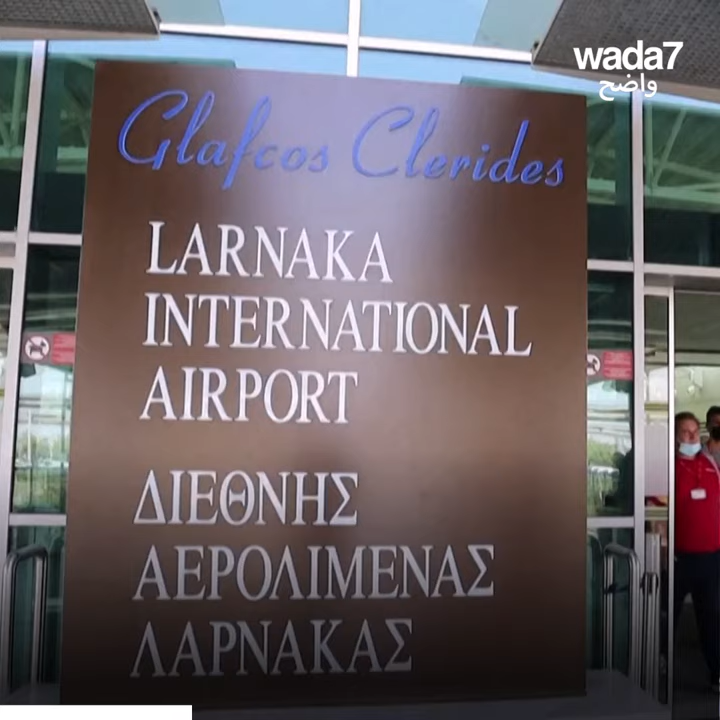 wada7
واضح
Glafcos Clerides
LARNAKA
INTERNATIONAL
AIRPORT
ΔΙΕΘΝΗΣ
ΑΕΡΟΛΙΜΕΝΑΣ
ΛΑΡΝΑΚΑΣ